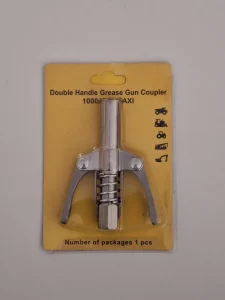 Double Handle Grease Gun Coupler
Number of packages 1 pcs